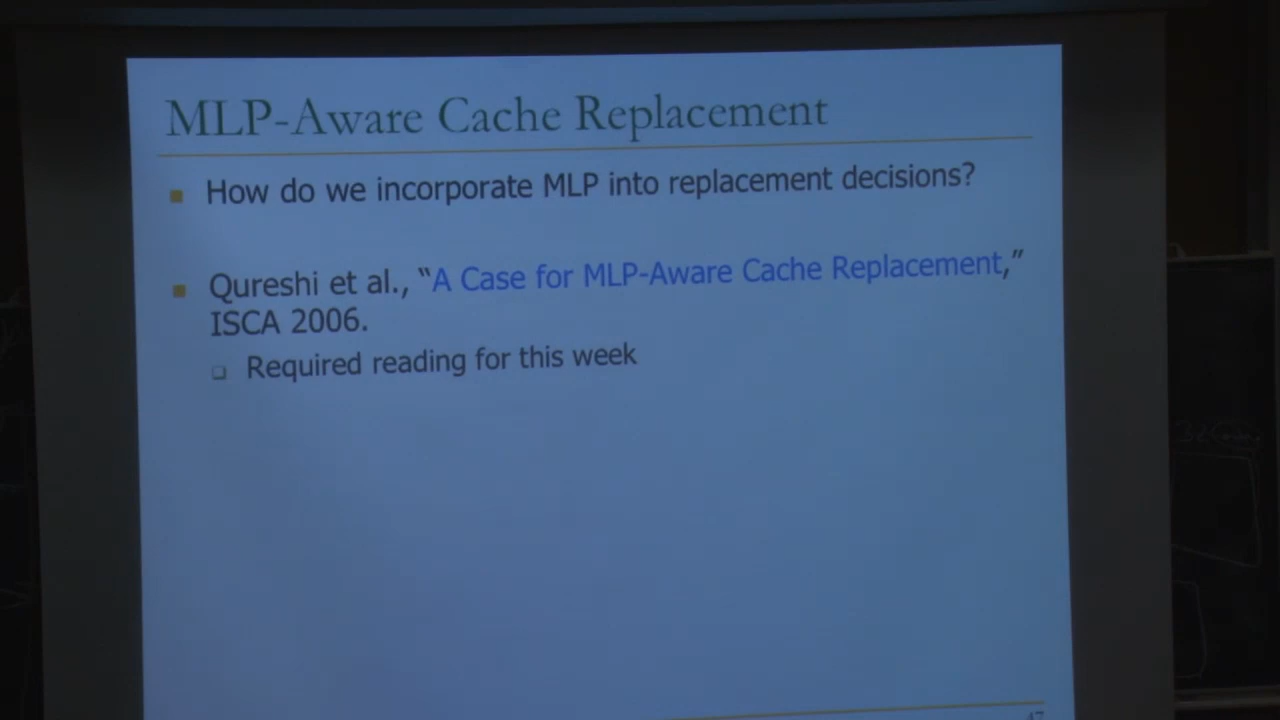 MLP-Aware Cache Replacement
How do we incorporate MLP into replacement decisions?
Qureshi et al., “A Case for MLP-Aware Cache Replacement,”
ISCA 2006.
Required reading for this week